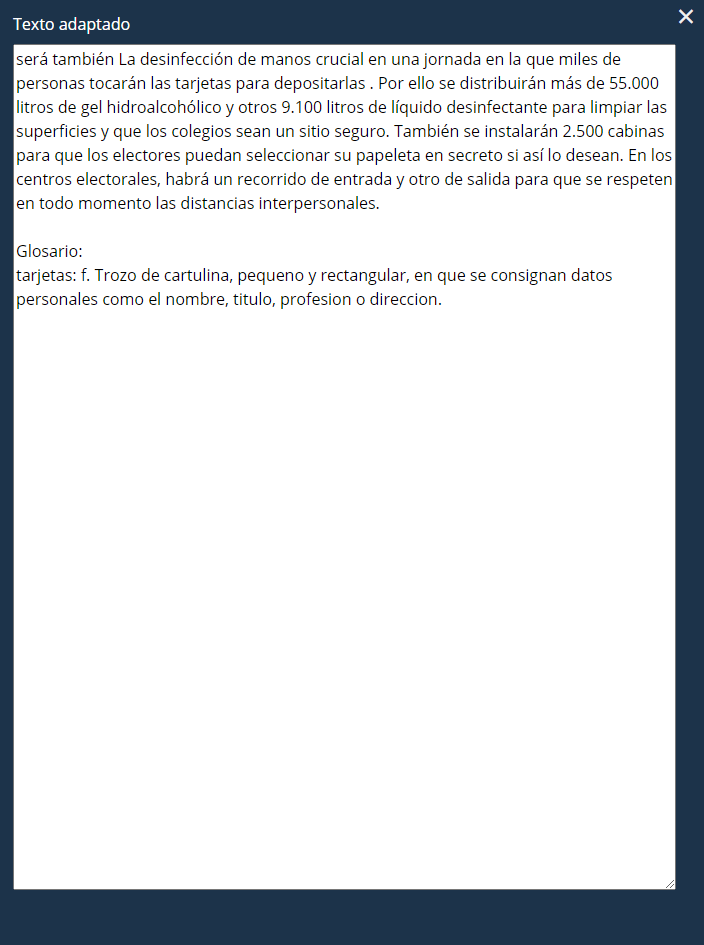 Texto adaptado
será también La desinfección de manos crucial en una jornada en la que miles de
personas tocarán las tarjetas para depositarlas . Por ello se distribuirán más de 55.000
litros de gel hidroalcohólico y otros 9.100 litros de líquido desinfectante para limpiar las
superficies y que los colegios sean un sitio seguro. También se instalarán 2.500 cabinas
para que los electores puedan seleccionar su papeleta en secreto si así lo desean. En los
centros electorales, habrá un recorrido de entrada y otro de salida para que se respeten
en todo momento las distancias interpersonales.

Glosario:
tarjetas: f. Trozo de cartulina, pequeno y rectangular, en que se consignan datos
personales como el nombre, titulo, profesion o direccion.